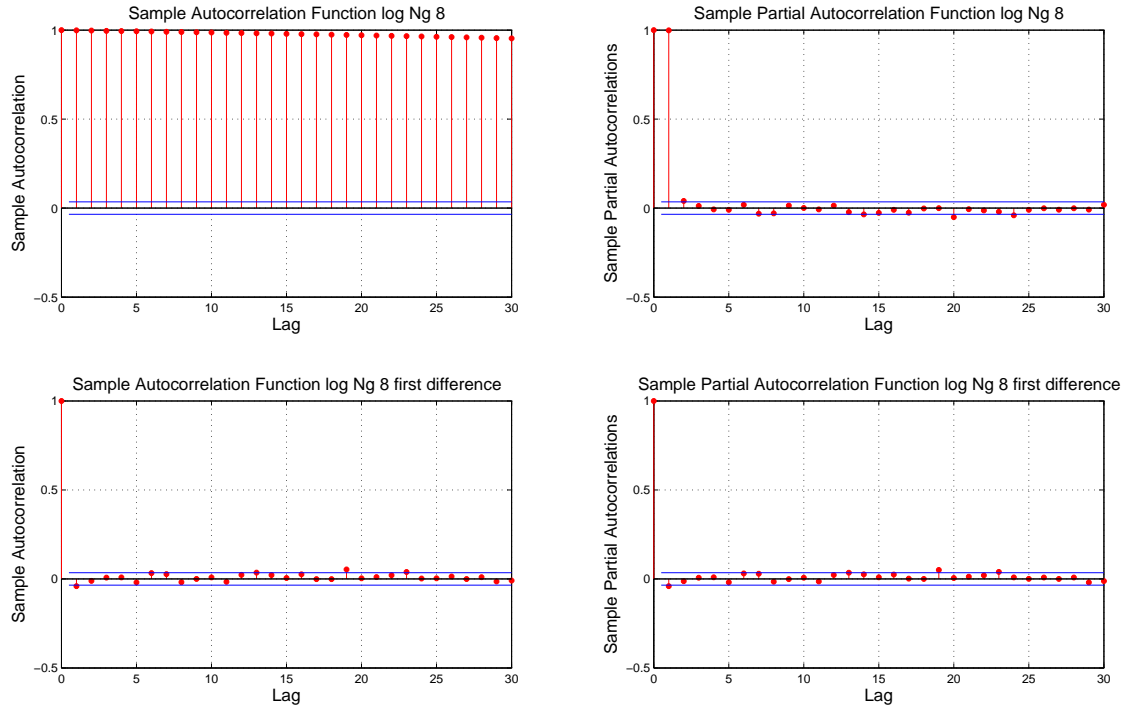 Sample Autocorrelation Function log Ng 8
Sample Autocorrelation
1
0.5
0
−0.5
0 5 10 15 20 25 30
Lag
Sample Partial Autocorrelation Function log Ng 8
Sample Partial Autocorrelations
1
0.5
0
−0.5
0 5 10 15 20 25 30
Lag
Sample Autocorrelation Function log Ng 8 first difference
Sample Autocorrelation
1
0.5
0
−0.5
0 5 10 15 20 25 30
Lag
Sample Partial Autocorrelation Function log Ng 8 first difference
Sample Partial Autocorrelations
1
0.5
0
−0.5
0 5 10 15 20 25 30
Lag